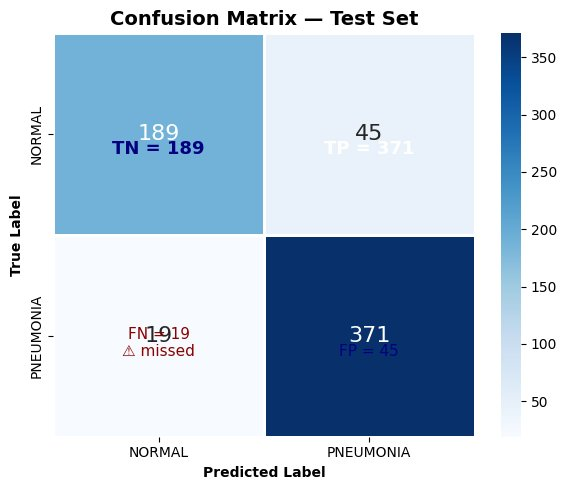 Confusion Matrix — Test Set
True Label
NORMAL
189
TN = 189
45
TP = 371
PNEUMONIA
19
FN = 19
⚠ missed
371
FP = 45
NORMAL
PNEUMONIA
Predicted Label
350
300
250
200
150
100
50